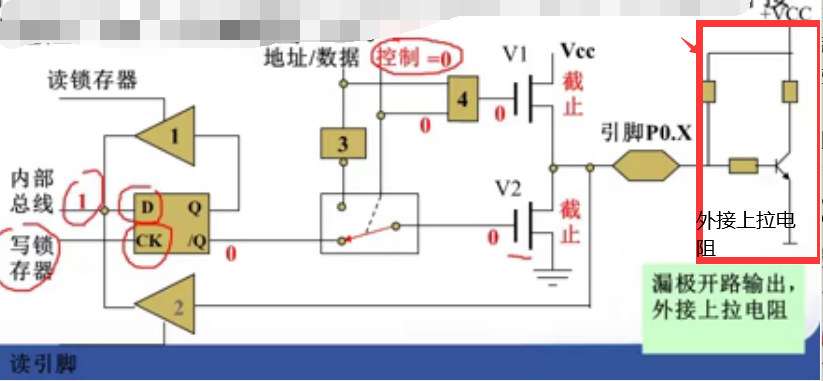 +VCC
地址/数据
控制 =0
V1
Vcc
截
止
读锁存器
1
4
0
0
3
引脚P0.X
内部
总线
1
D
Q
V2
截
止
外接上拉电
阻
写锁
存器
CK
/Q
0
0
2
漏极开路输出，
外接上拉电阻
读引脚